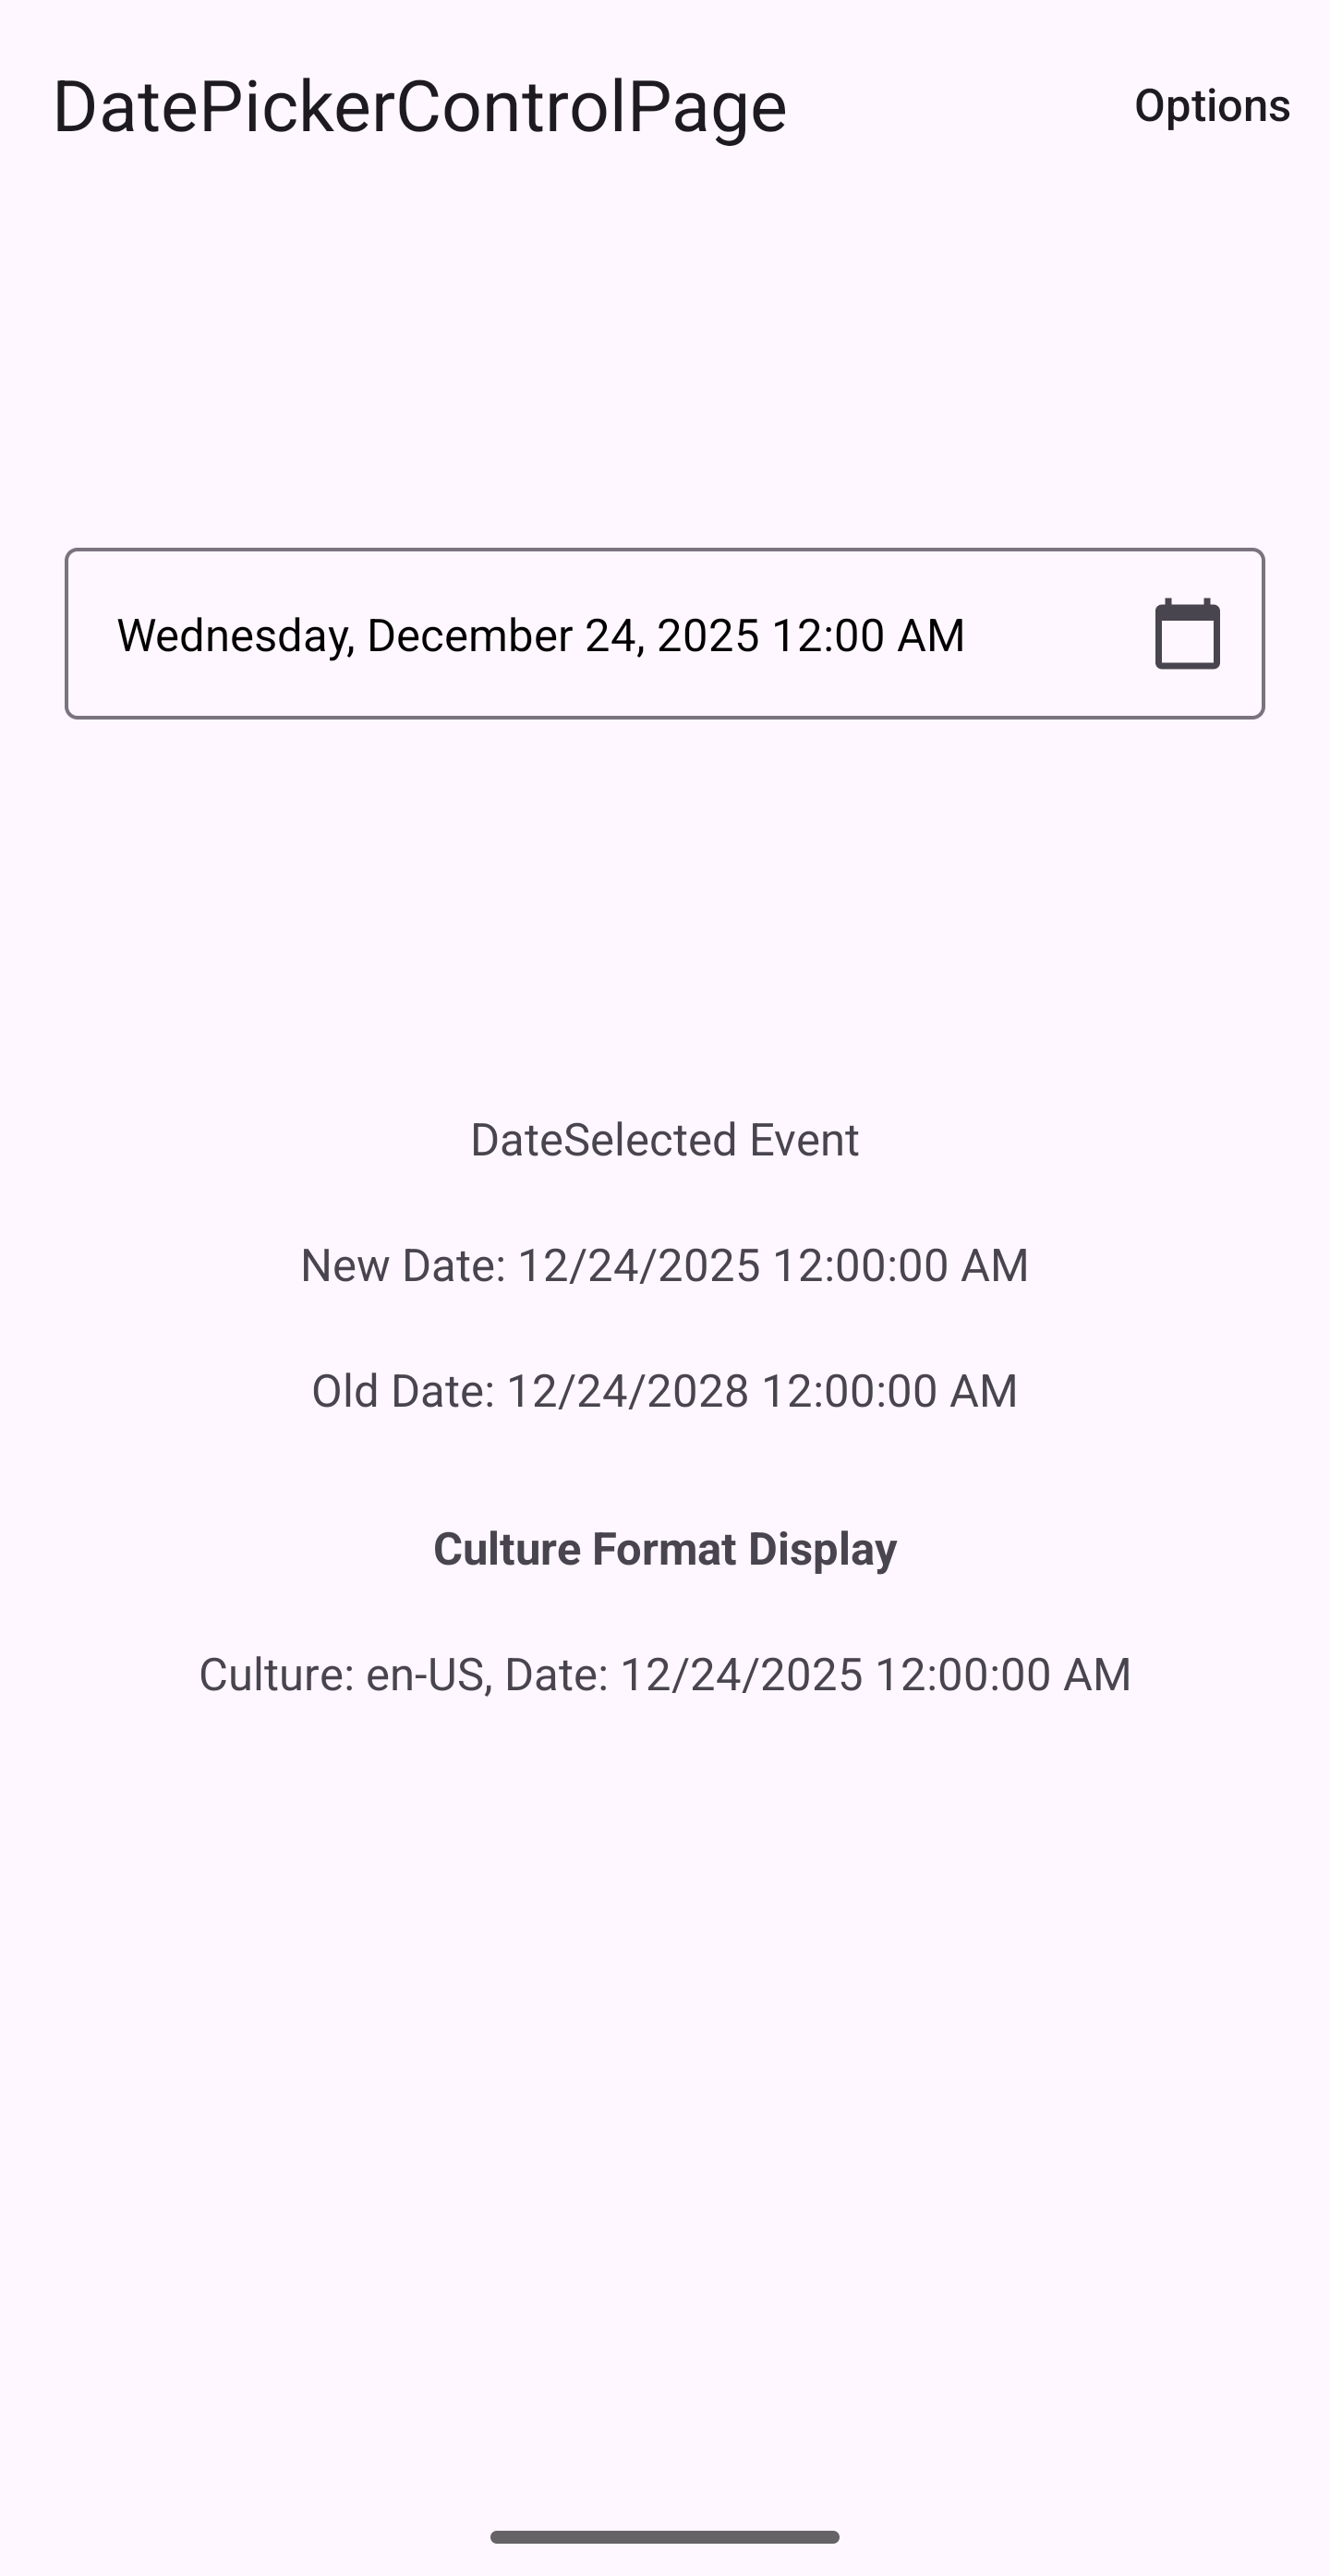 DatePickerControlPage
Options
Wednesday, December 24, 2025 12:00 AM
DateSelected Event
New Date: 12/24/2025 12:00:00 AM
Old Date: 12/24/2028 12:00:00 AM
Culture Format Display
Culture: en-US, Date: 12/24/2025 12:00:00 AM